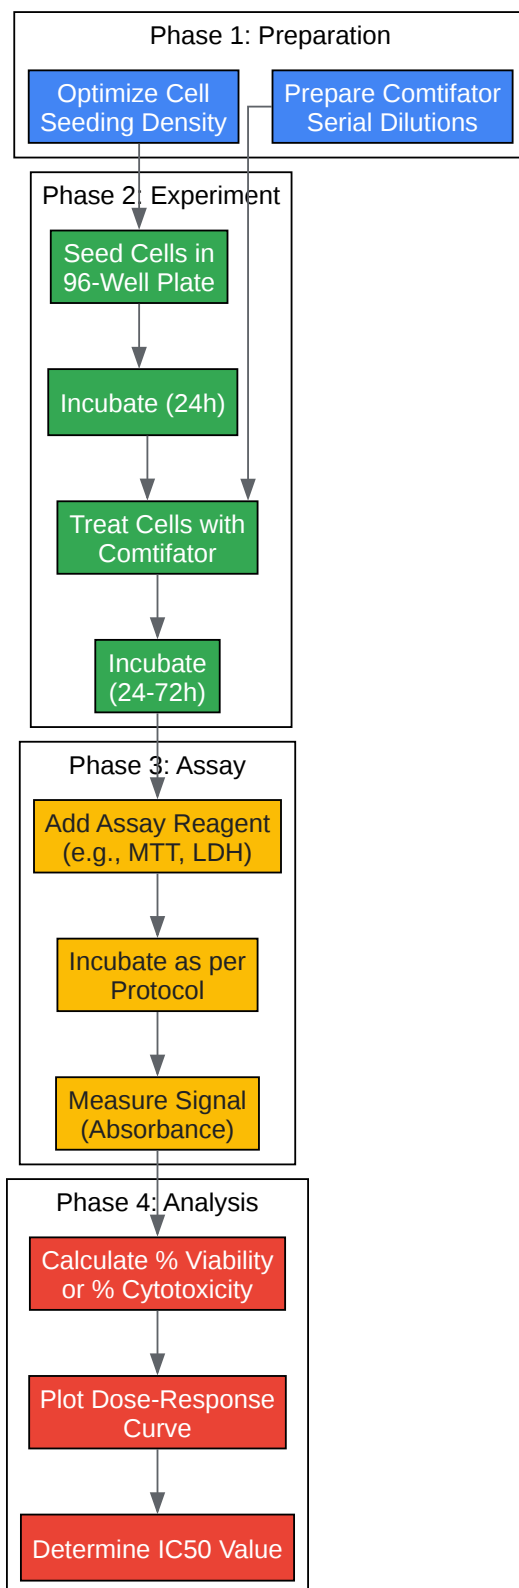 Phase 1: Preparation
Optimize Cell
Seeding Density
Prepare Comtifator
Serial Dilutions
Phase 2: Experiment
Seed Cells in
96-Well Plate
Incubate (24h)
Treat Cells with
Comtifator
Incubate
(24-72h)
Phase 3: Assay
Add Assay Reagent
(e.g., MTT, LDH)
Incubate as per
Protocol
Measure Signal
(Absorbance)
Phase 4: Analysis
Calculate % Viability
or % Cytotoxicity
Plot Dose-Response
Curve
Determine IC50 Value